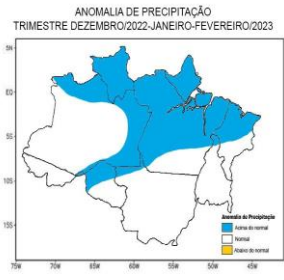 ANOMALIA DE PRECIPITAÇÃO
TRIMESTRE DEZEMBRO/2022-JANEIRO-FEVEREIRO/2023
5N
E0
5S
10S
15S
Anomalia de Precipitação
Acima do normal
Normal
Abaixo do normal
75W
70W
65W
60W
55W
50W
45W